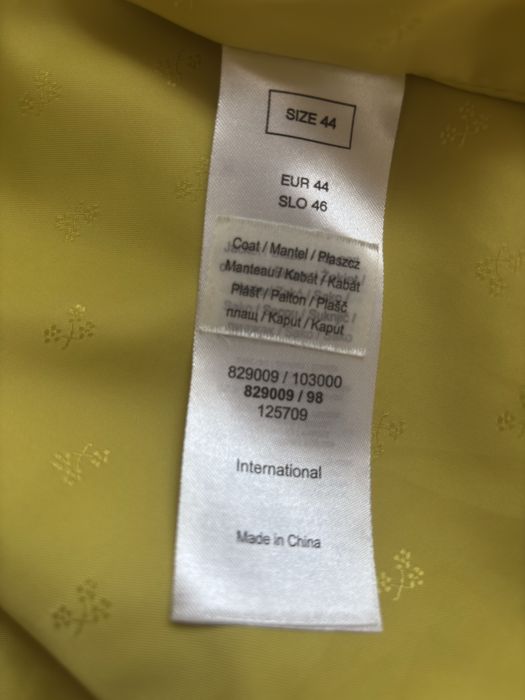 SIZE 44
EUR 44
SLO 46
Coat / Mantel / Płaszcz
Manteau / Kabát / Kabát
Plášť / Palton / Plašč
плащ / Kaput / Kaput
829009 / 103000
829009 / 98
125709
International
Made in China